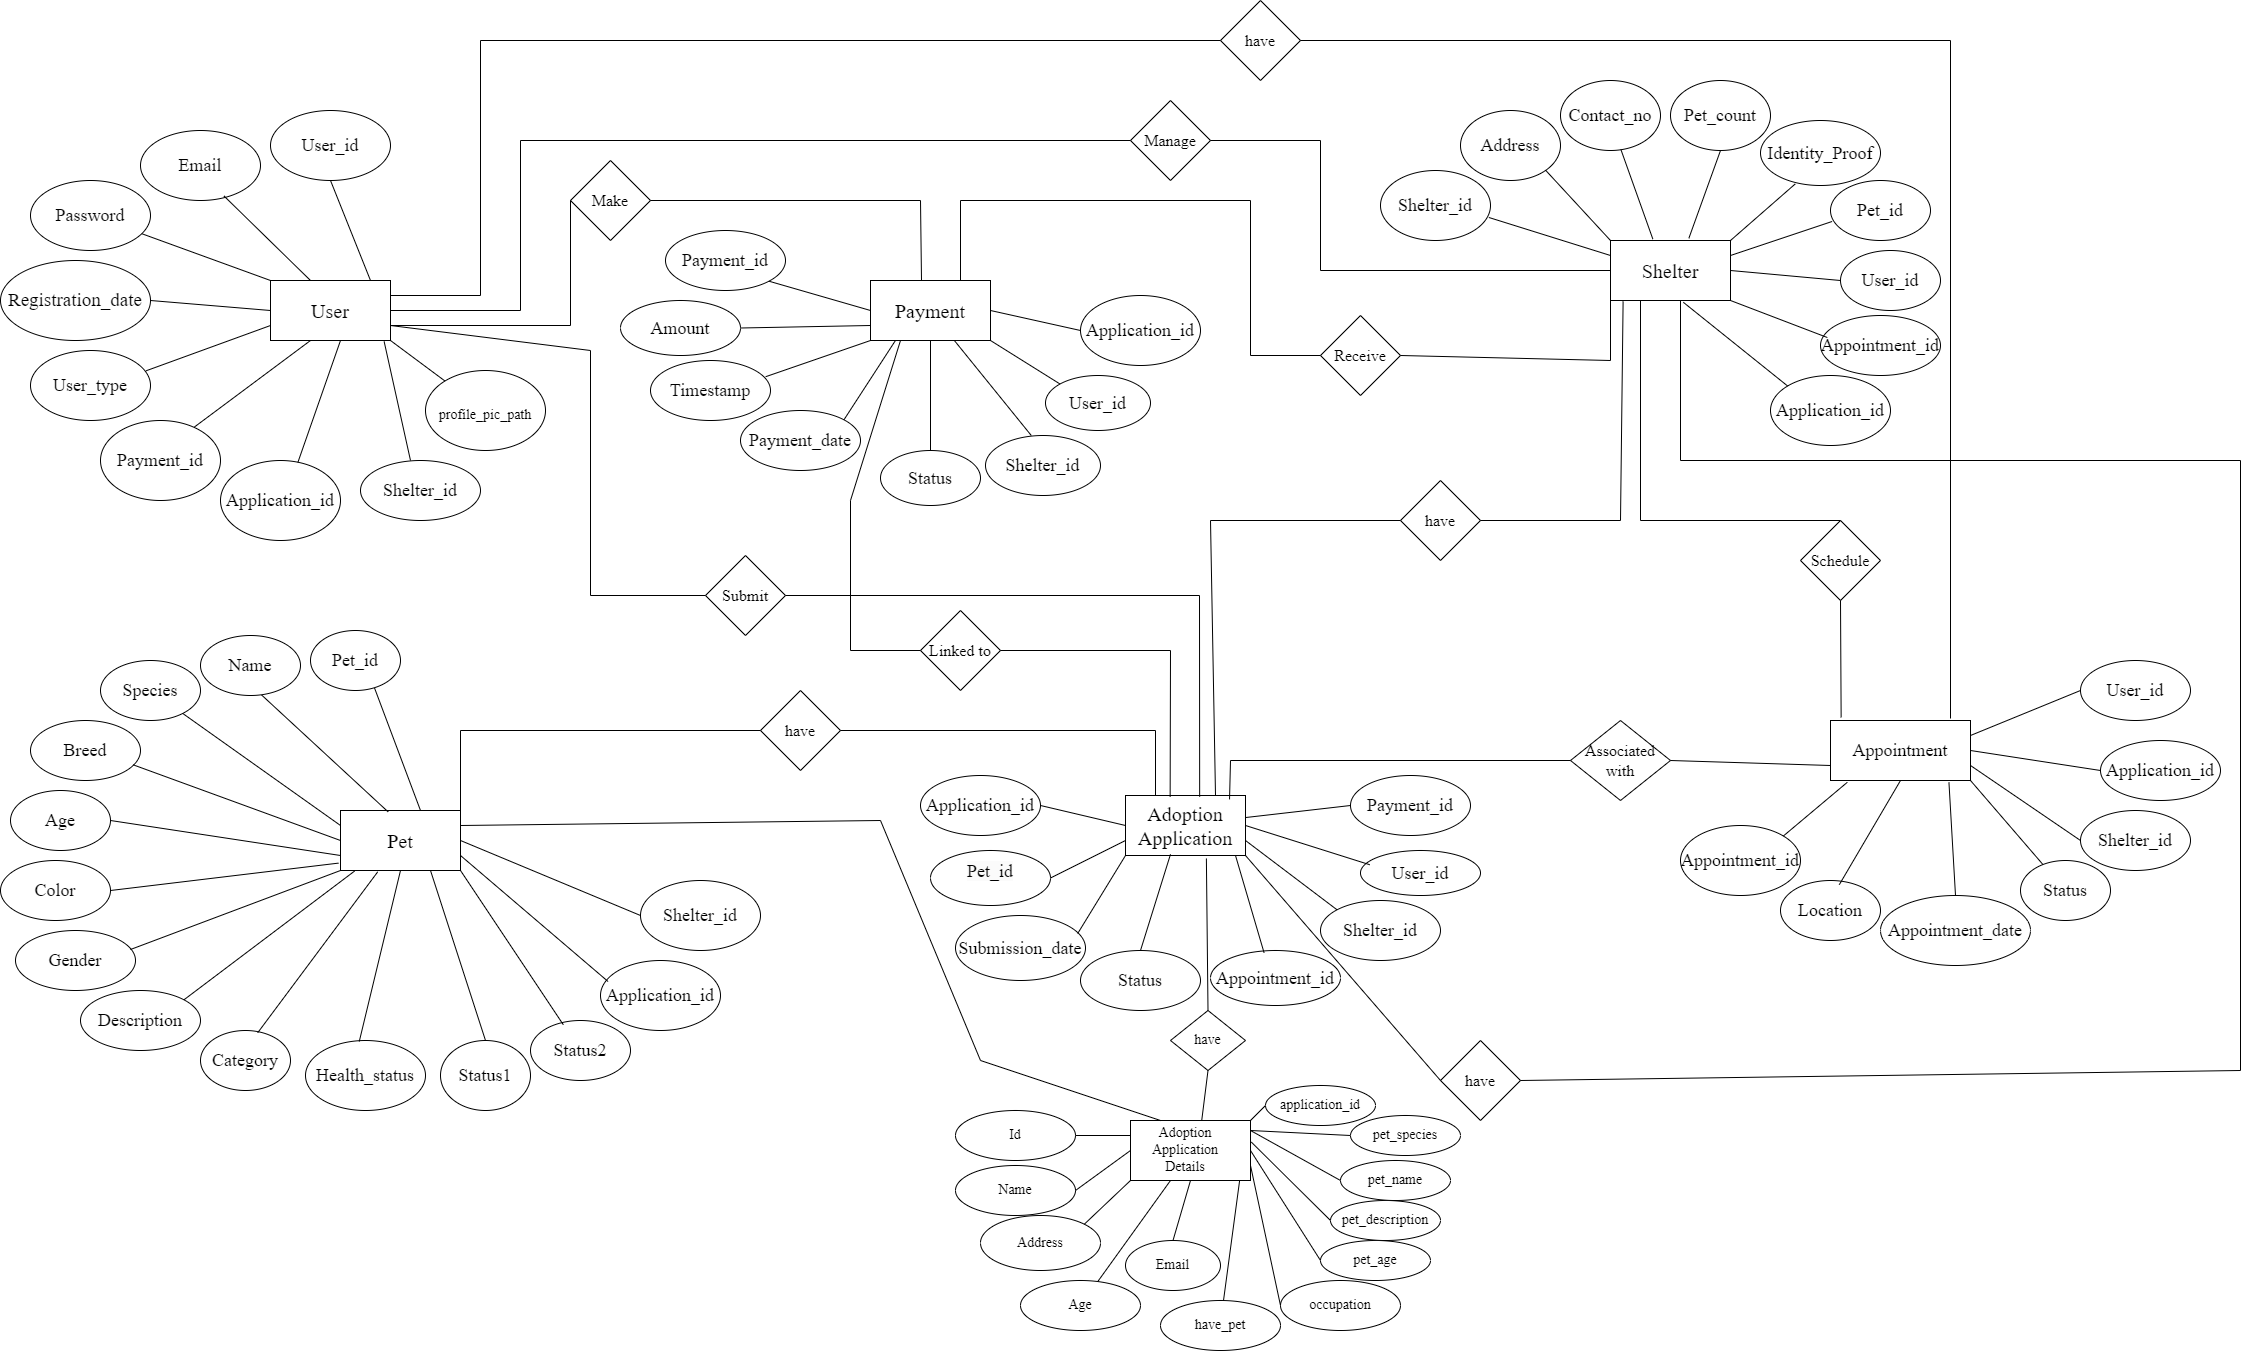 have
Contact_no
Pet_count
Manage
Address
User_id
Identity_Proof
Email
Make
Shelter_id
Pet_id
Password
Payment_id
Shelter
User_id
Registration_date
User
Payment
Amount
Application_id
Appointment_id
Receive
User_type
Timestamp
User_id
Application_id
profile_pic_path
Payment_date
Payment_id
Shelter_id
Status
Shelter_id
Application_id
have
Schedule
Submit
Linked to
Pet_id
Name
Species
User_id
have
Breed
Associated
with
Appointment
Application_id
Application_id
Payment_id
Age
Adoption
Application
Pet
Shelter_id
Appointment_id
Pet_id
User_id
Color
Status
Location
Shelter_id
Shelter_id
Appointment_date
Submission_date
Gender
Status
Appointment_id
Application_id
Description
have
Status2
Category
Health_status
Status1
have
application_id
Id
Adoption
Application
Details
pet_species
pet_name
Name
pet_description
Address
Email
pet_age
Age
occupation
have_pet